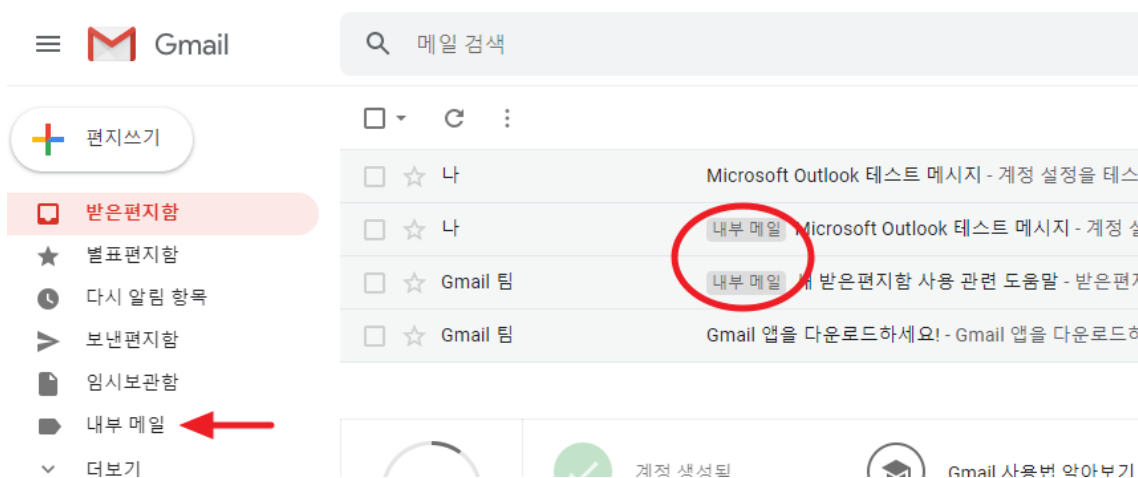 Gmail
메일 검색
편지쓰기
받은편지함
별표편지함
다시 알림 항목
보낸편지함
임시보관함
내부 메일
더보기
나 Microsoft Outlook 테스트 메시지 - 계정 설정을 테스
나 내부 메일 Microsoft Outlook 테스트 메시지 - 계정
Gmail 팀 내부 메일 받은편지함 사용 관련 도움말 - 받은편
Gmail 팀 Gmail 앱을 다운로드하세요! - Gmail 앱을 다운로드
계정 생성됨
Gmail 사용법 알아보기